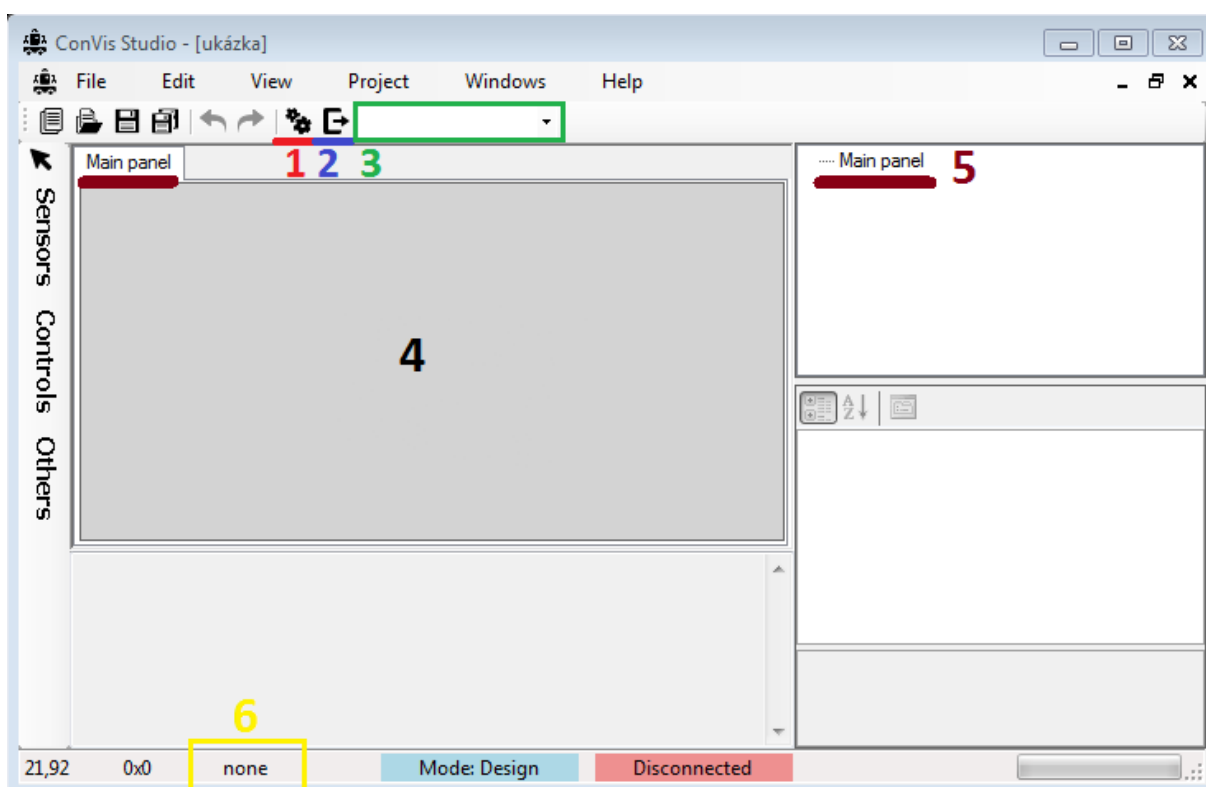 ConVis Studio - [ukázka]
File Edit View Project Windows Help
1 2 3
Main panel
Main panel 5
Sensors
Controls
Others
4
A
Z
6
21,92 0x0 none Mode: Design Disconnected